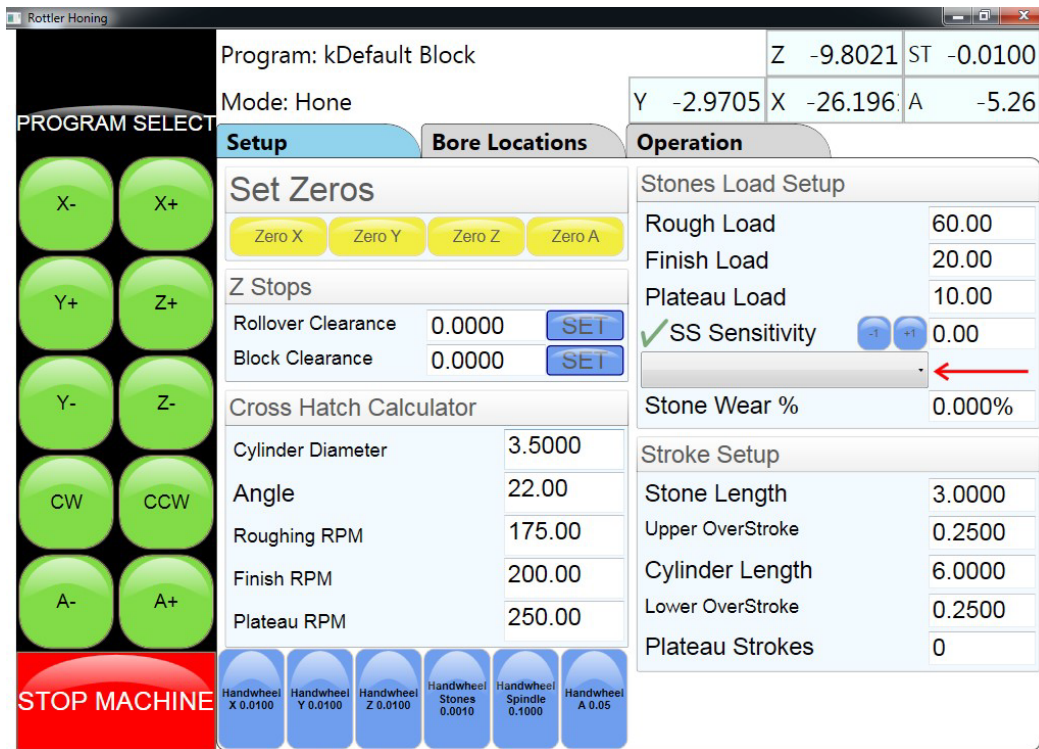 Rottler Honing
Program: kDefault Block
Z -9.8021 ST -0.0100
Mode: Hone
Y -2.9705 X -26.196 A -5.26
PROGRAM SELECT
X- X+
Y+ Z+
Y- Z-
CW CCW
A- A+
STOP MACHINE
Setup Bore Locations Operation
Set Zeros
Zero X Zero Y Zero Z Zero A
Z Stops
Rollover Clearance 0.0000 SET
Block Clearance 0.0000 SET
Cross Hatch Calculator
Cylinder Diameter 3.5000
Angle 22.00
Roughing RPM 175.00
Finish RPM 200.00
Plateau RPM 250.00
Stones Load Setup
Rough Load 60.00
Finish Load 20.00
Plateau Load 10.00
SS Sensitivity -1 +1 0.00
Stone Wear % 0.000%
Stroke Setup
Stone Length 3.0000
Upper OverStroke 0.2500
Cylinder Length 6.0000
Lower OverStroke 0.2500
Plateau Strokes 0
Handwheel
X 0.0100
Handwheel
Y 0.0100
Handwheel
Z 0.0100
Handwheel
Stones
0.0010
Handwheel
Spindle
0.1000
Handwheel
A 0.05